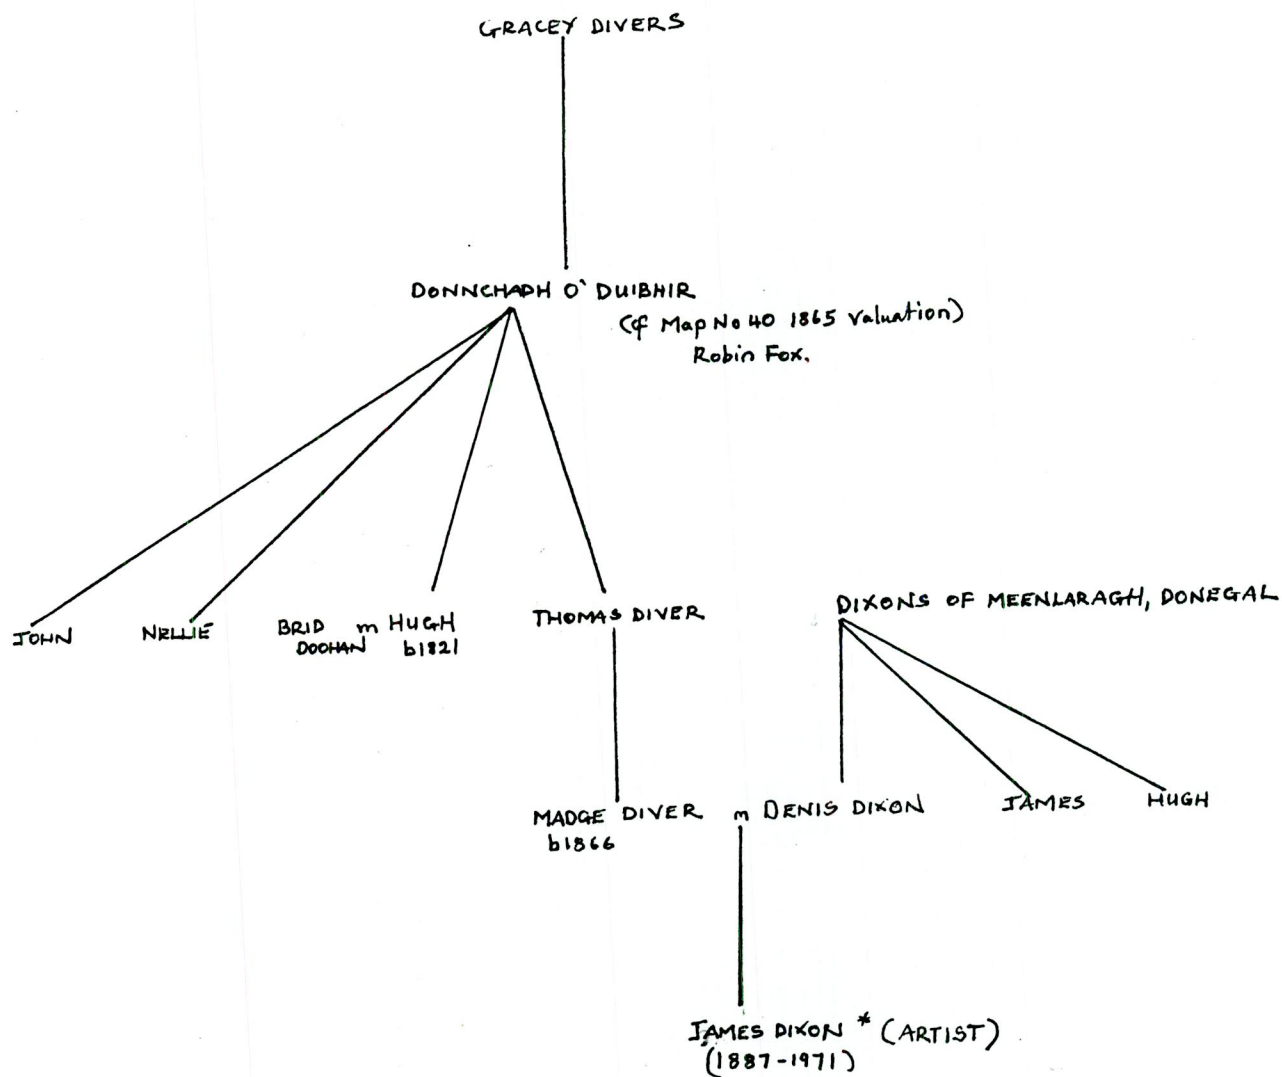 GRACEY DIVERS
DONNCHADH O' DUIBHIR
(cf Map No 40 1865 Valuation)
Robin Fox.
JOHN
NELLIE
BRID m HUGH
DOOHAN b1821
THOMAS DIVER
DIXONS OF MEENLARAGH, DONEGAL
MADGE DIVER m DENIS DIXON
b1866
JAMES
HUGH
JAMES DIXON * (ARTIST)
(1887-1971)